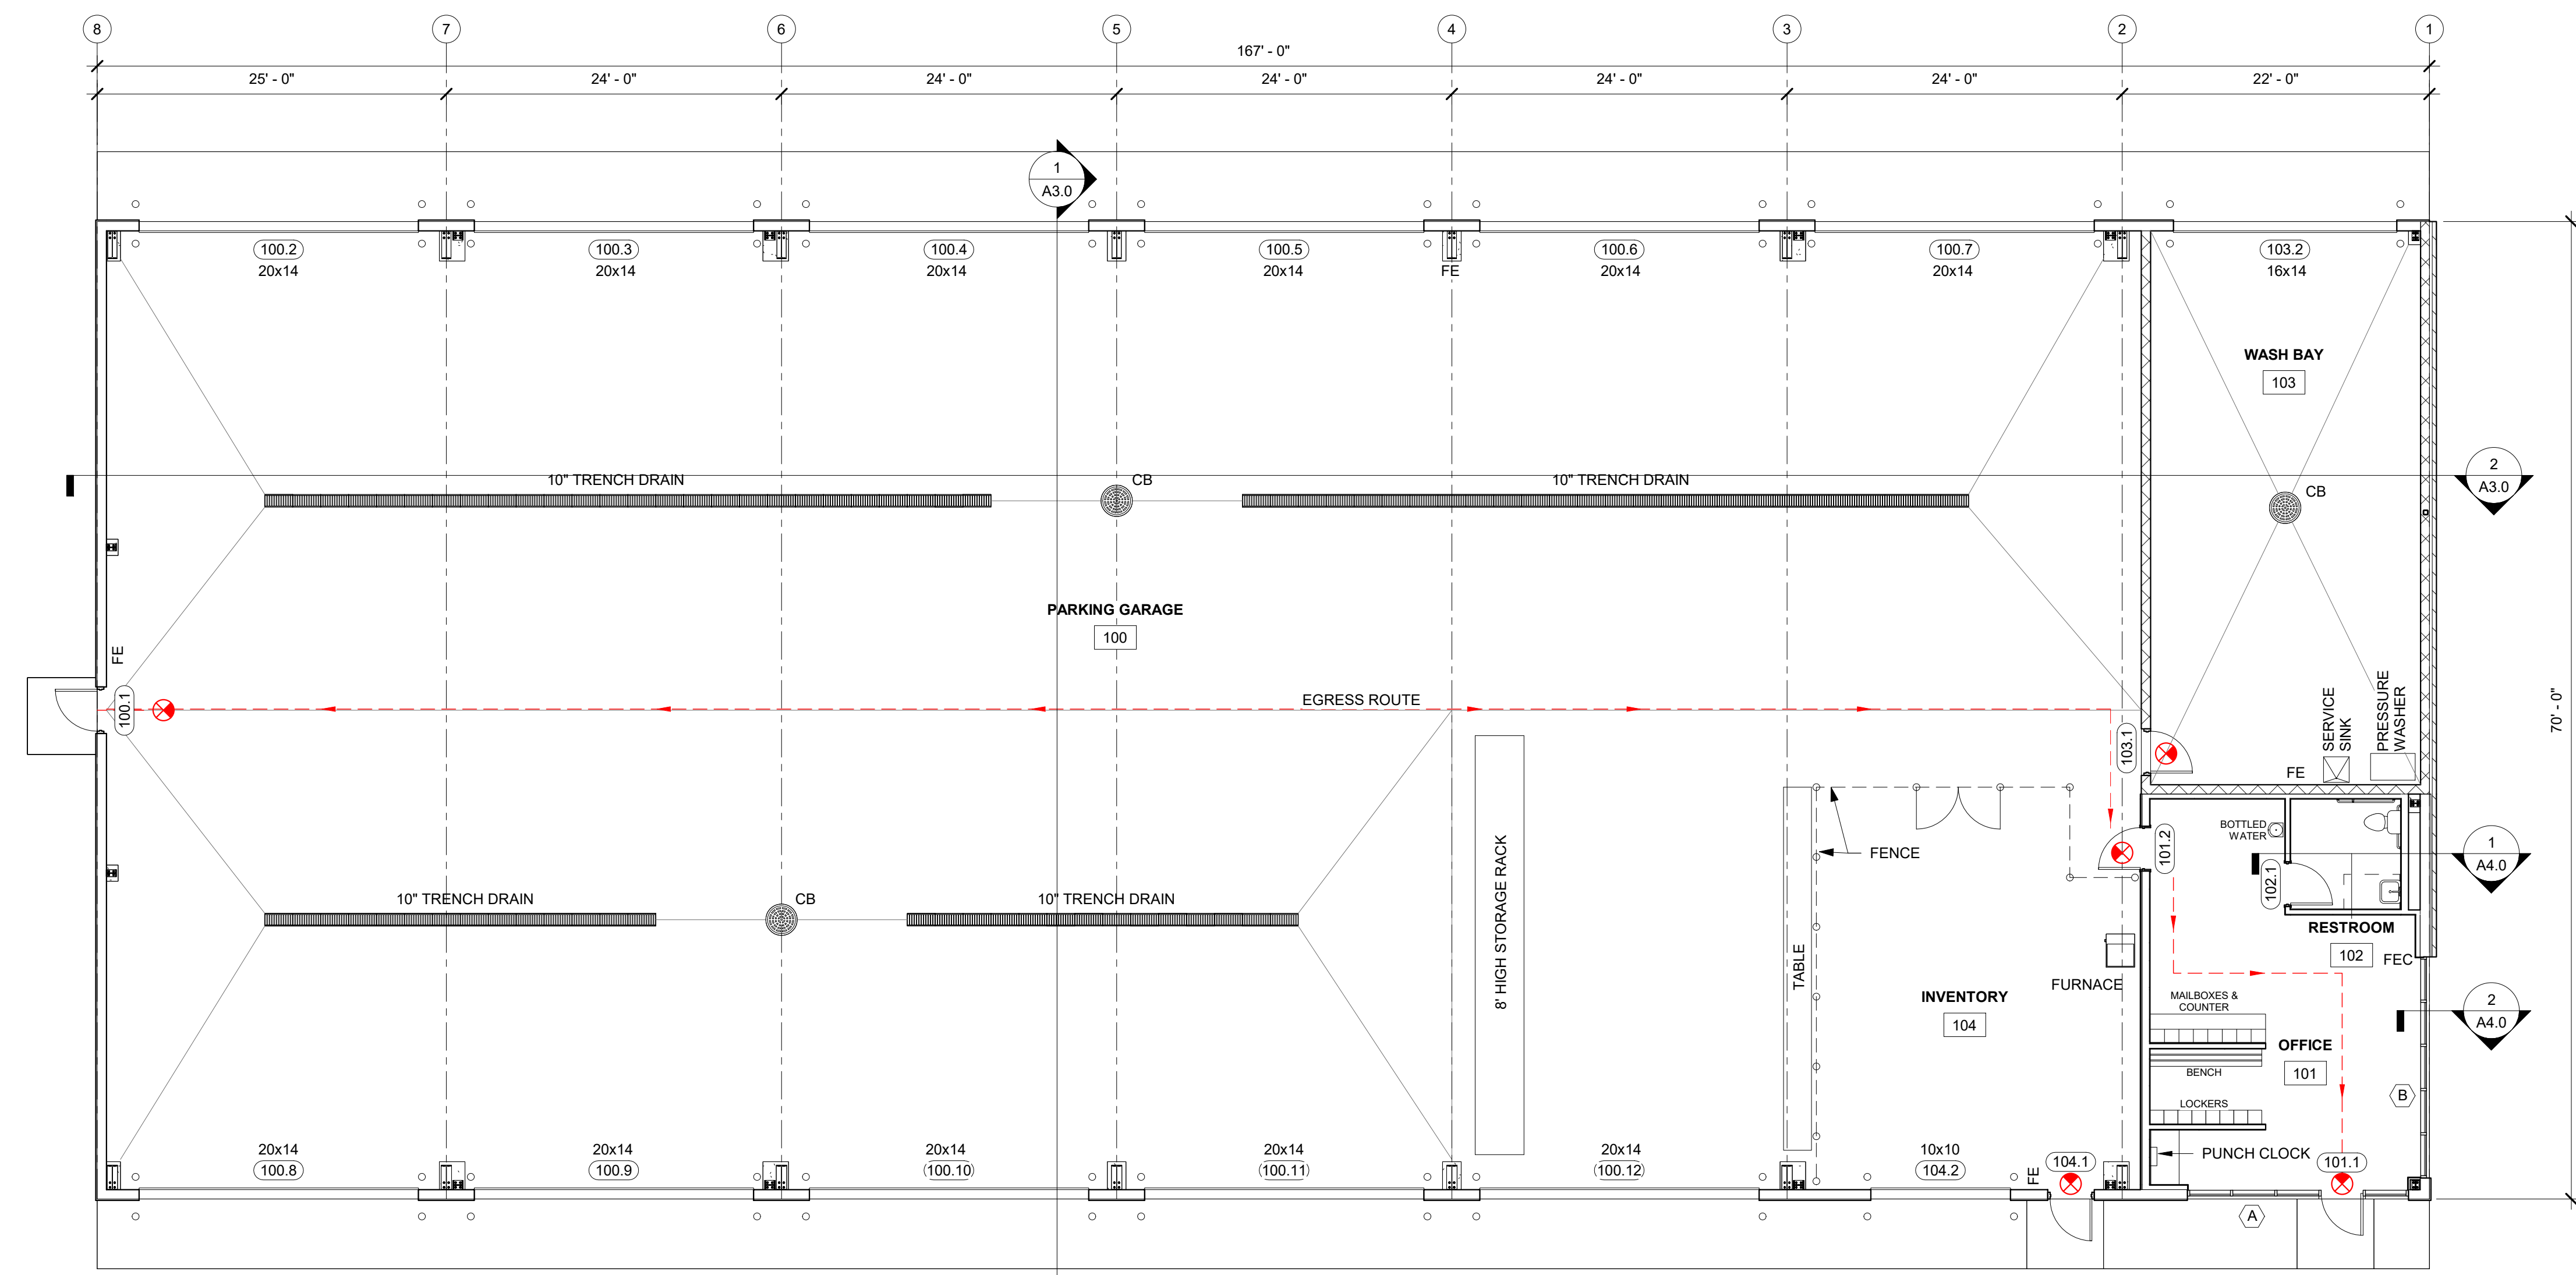 8 7 6 5 4 3 2 1
167' - 0"
25' - 0" 24' - 0" 24' - 0" 24' - 0" 24' - 0" 24' - 0" 22' - 0"
1
A3.0
100.2 100.3 100.4 100.5 100.6 100.7 103.2
20x14 20x14 20x14 20x14 FE 20x14 20x14 16x14
WASH BAY
103
10" TRENCH DRAIN CB 10" TRENCH DRAIN
2
A3.0
CB
PARKING GARAGE
100
FE
100.1
EGRESS ROUTE
SERVICE
SINK
PRESSURE
WASHER
70' - 0"
103.1
FE
BOTTLED
WATER
101.2
102.1
1
A4.0
FENCE
10" TRENCH DRAIN CB 10" TRENCH DRAIN
8' HIGH STORAGE RACK
TABLE
RESTROOM
102
FEC
FURNACE
INVENTORY
104
MAILBOXES &
COUNTER
2
A4.0
OFFICE
101
BENCH
B
LOCKERS
PUNCH CLOCK
20x14 20x14 20x14 20x14 20x14 10x10
100.8 100.9 100.10 100.11 100.12 104.2
FE
104.1
101.1
A